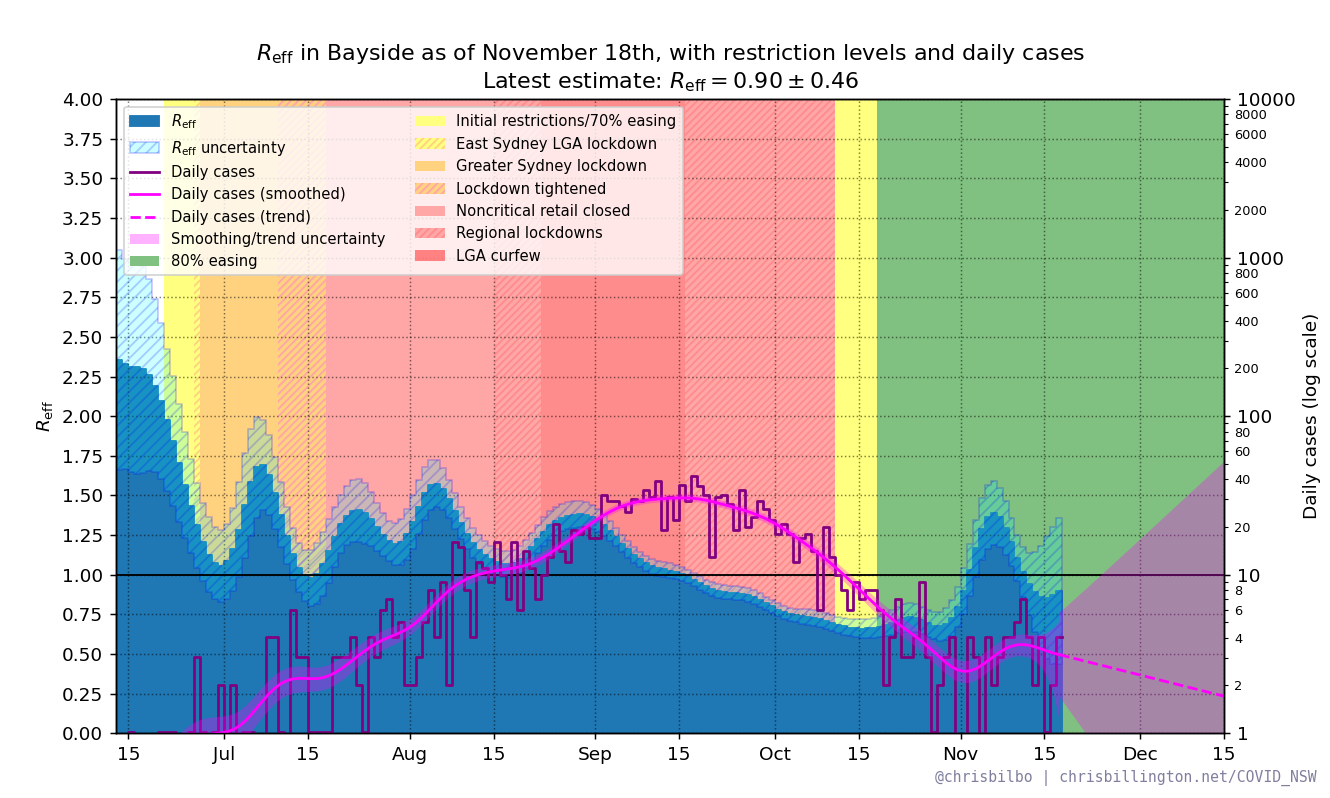 R_eff in Bayside as of November 18th, with restriction levels and daily cases
Latest estimate: R_eff = 0.90 ± 0.46
R_eff
R_eff uncertainty
Daily cases
Daily cases (smoothed)
Daily cases (trend)
Smoothing/trend uncertainty
80% easing
Initial restrictions/70% easing
East Sydney LGA lockdown
Greater Sydney lockdown
Lockdown tightened
Noncritical retail closed
Regional lockdowns
LGA curfew
R_eff
4.00
3.75
3.50
3.25
3.00
2.75
2.50
2.25
2.00
1.75
1.50
1.25
1.00
0.75
0.50
0.25
0.00
10000
8000
6000
4000
2000
1000
800
600
400
200
100
80
60
40
20
10
8
6
4
2
1
Daily cases (log scale)
15
Jul
15
Aug
15
Sep
15
Oct
15
Nov
15
Dec
15
@chrisbilbo | chrisbillington.net/COVID_NSW